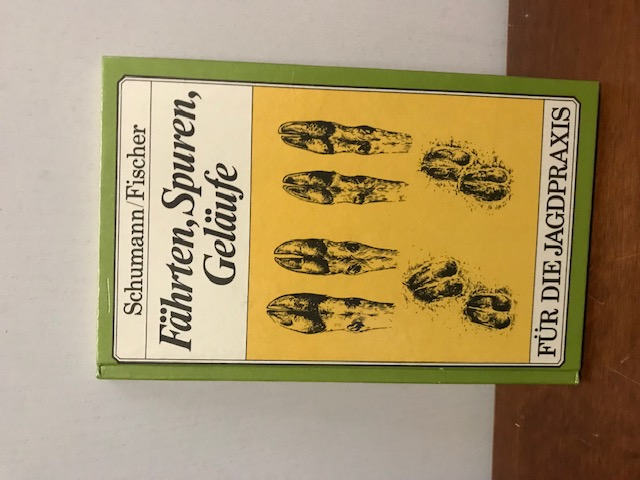 Schumann/Fischer
Fährten, Spuren,
Geläufe
FÜR DIE JAGDPRAXIS